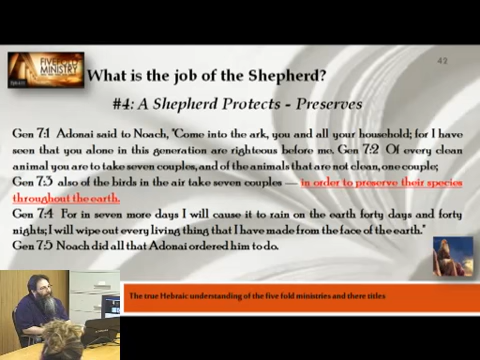 FIVEFOLD
MINISTRY
42
What is the job of the Shepherd?
#4: A Shepherd Protects - Preserves
Gen 7:1 Adonai said to Noach, "Come into the ark, you and all your household; for I have
seen that you alone in this generation are righteous before me. Gen 7:2 Of every clean
animal you are to take seven couples, and of the animals that are not clean, one couple;
Gen 7:3 also of the birds in the air take seven couples — in order to preserve their species
throughout the earth.
Gen 7:4 For in seven more days I will cause it to rain on the earth forty days and forty
nights; I will wipe out every living thing that I have made from the face of the earth."
Gen 7:5 Noach did all that Adonai ordered him to do.
The true Hebraic understanding of the five fold ministries and there titles